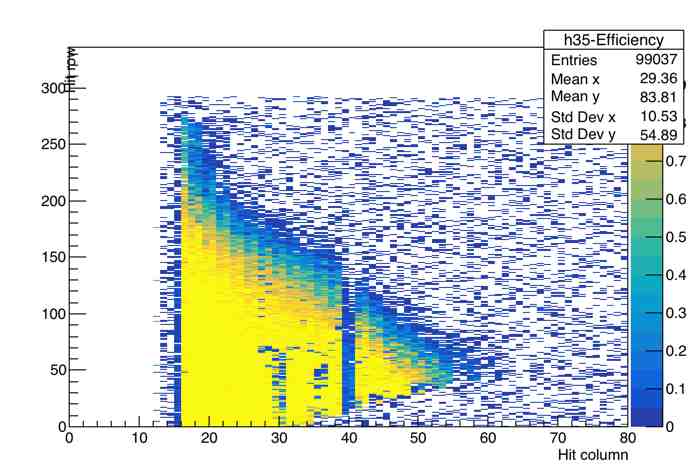 h35-Efficiency
Entries 99037
Mean x 29.36
Mean y 83.81
Std Dev x 10.53
Std Dev y 54.89
Hit row
300
250
200
150
100
50
0
0 10 20 30 40 50 60 70 80
Hit column
0.7
0.6
0.5
0.4
0.3
0.2
0.1
0